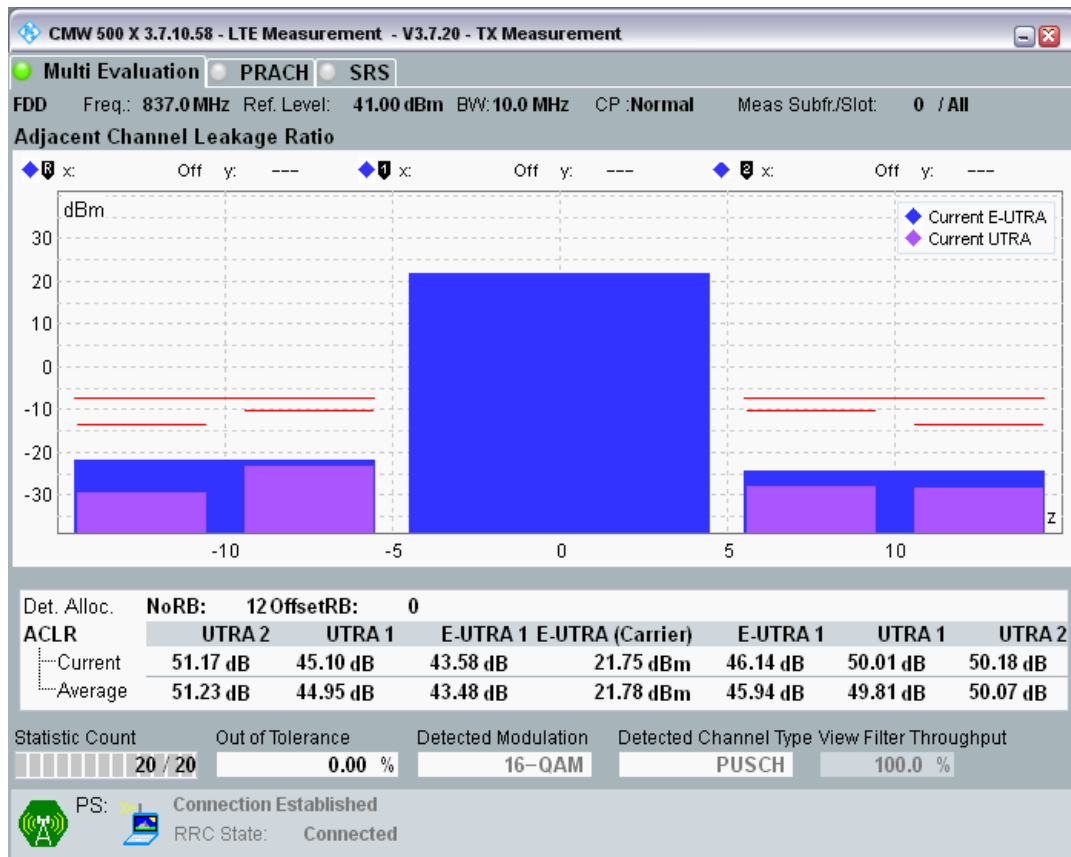 CMW 500 X 3.7.10.58 - LTE Measurement - V3.7.20 - TX Measurement
Multi Evaluation PRACH SRS
FDD Freq.: 837.0 MHz Ref. Level: 41.00 dBm BW: 10.0 MHz CP :Normal Meas Subfr./Slot: 0 / All
Adjacent Channel Leakage Ratio
R x: Off y: --- 1 x: Off y: --- 2 x: Off y: ---
dBm
Current E-UTRA
Current UTRA
30
20
10
0
-10
-20
-30
z
-10 -5 0 5 10
Det. Alloc. NoRB: 12 OffsetRB: 0
ACLR UTRA 2 UTRA 1 E-UTRA 1 E-UTRA (Carrier) E-UTRA 1 UTRA 1 UTRA 2
Current 51.17 dB 45.10 dB 43.58 dB 21.75 dBm 46.14 dB 50.01 dB 50.18 dB
Average 51.23 dB 44.95 dB 43.48 dB 21.78 dBm 45.94 dB 49.81 dB 50.07 dB
Statistic Count Out of Tolerance Detected Modulation Detected Channel Type View Filter Throughput
20 / 20 0.00 % 16-QAM PUSCH 100.0 %
PS: Connection Established
RRC State: Connected